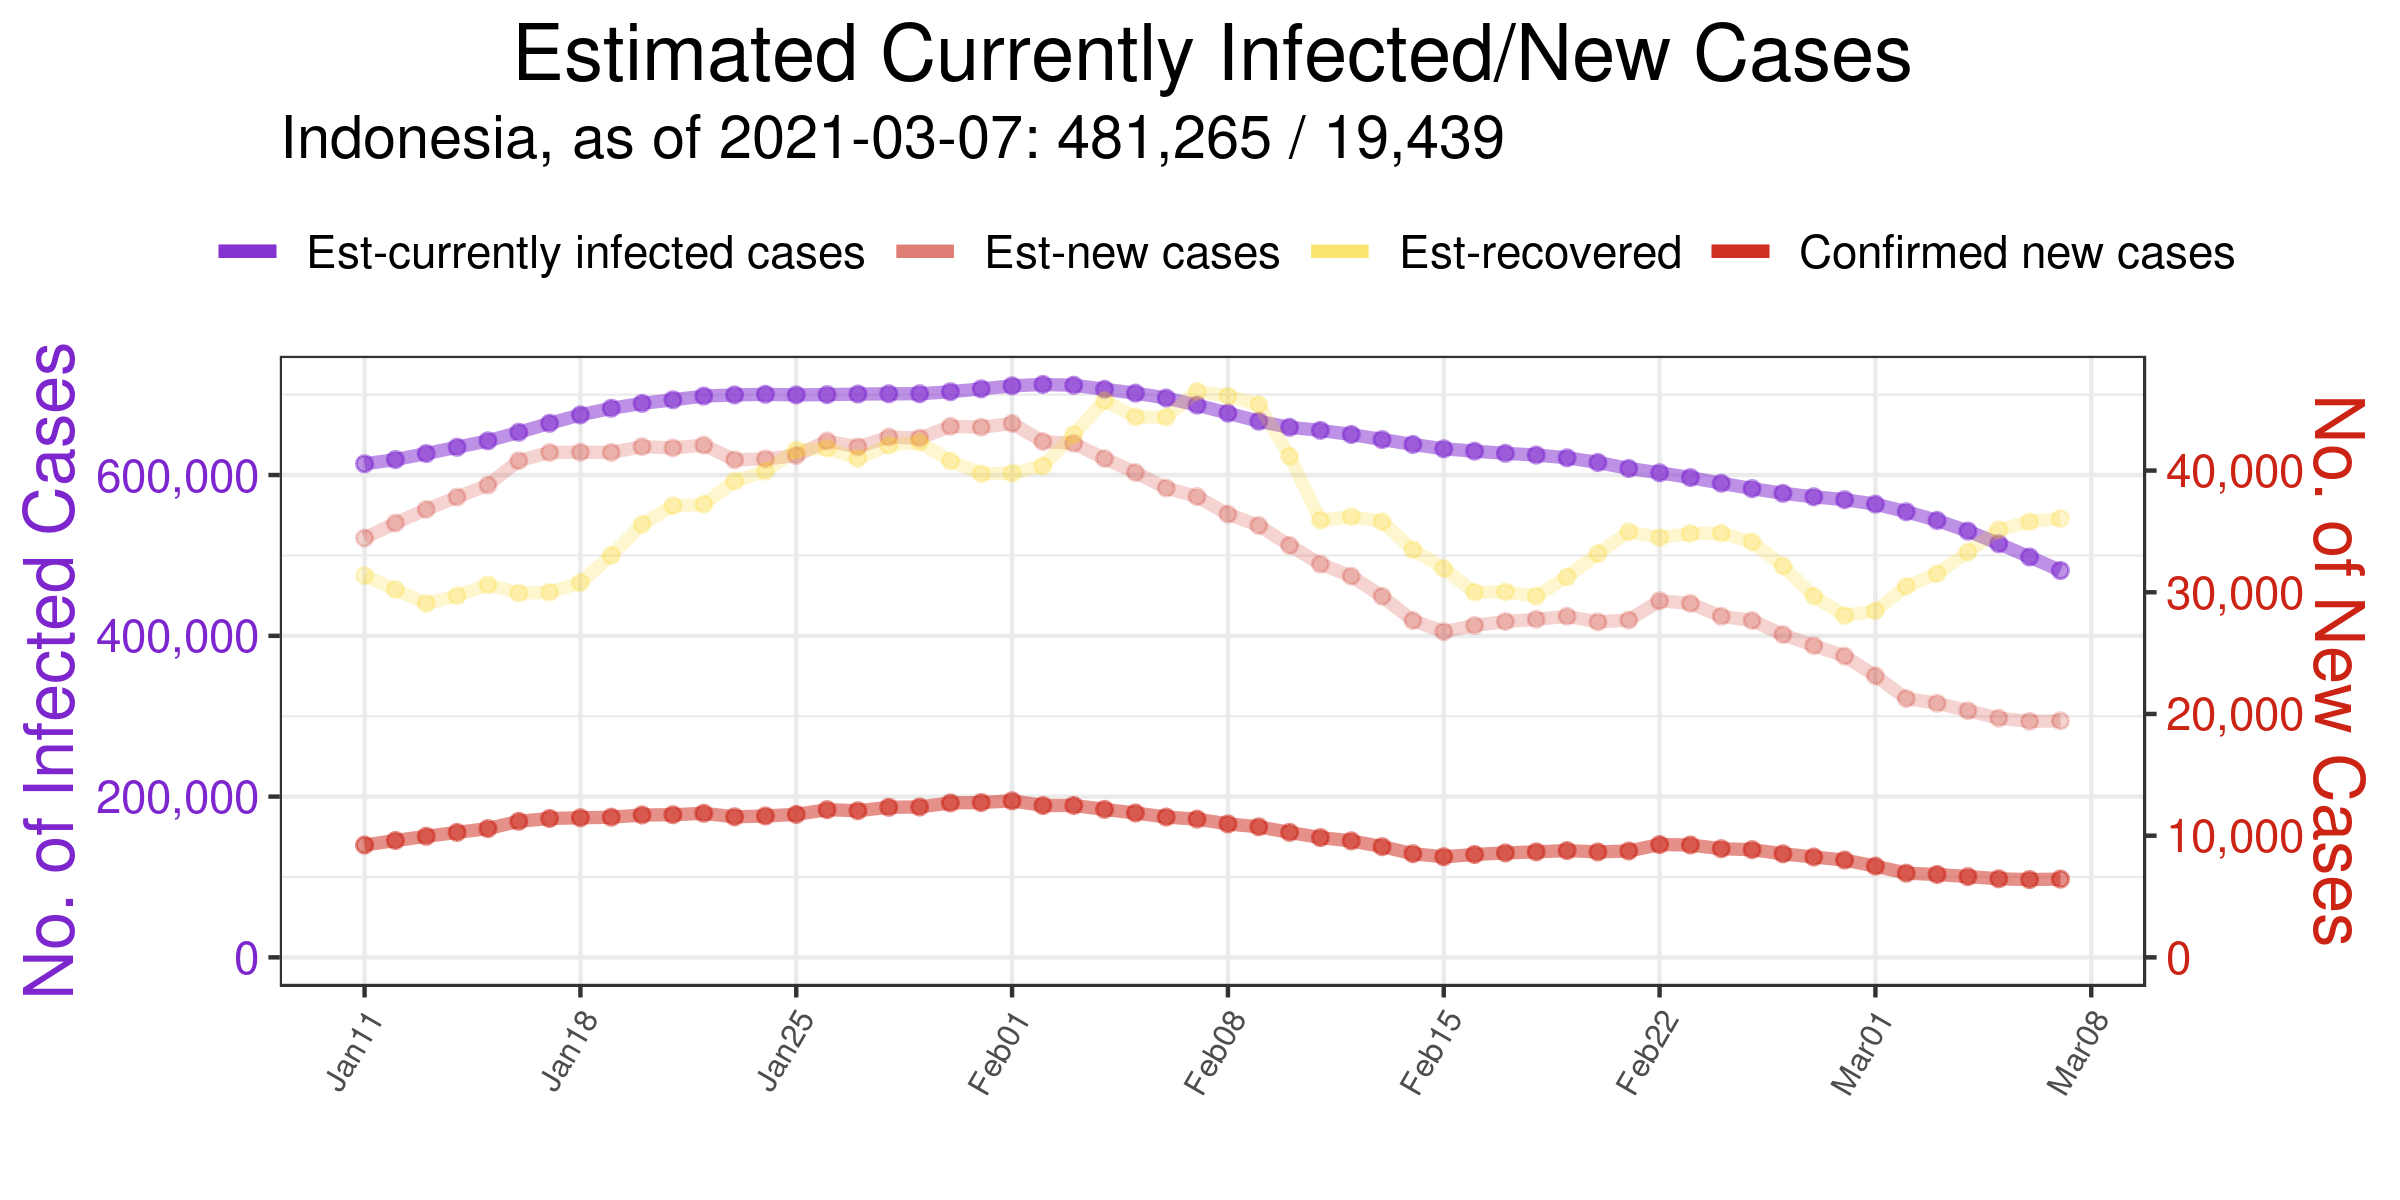 Estimated Currently Infected/New Cases
Indonesia, as of 2021-03-07: 481,265 / 19,439
Est-currently infected cases
Est-new cases
Est-recovered
Confirmed new cases
No. of Infected Cases
600,000
400,000
200,000
0
40,000
30,000
20,000
10,000
0
No. of New Cases
Jan11
Jan18
Jan25
Feb01
Feb08
Feb15
Feb22
Mar01
Mar08